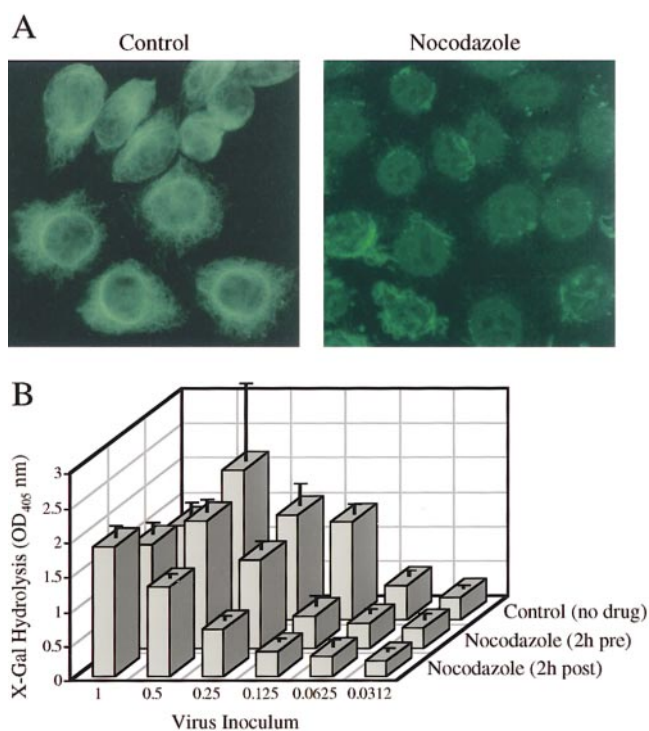 A
Control
Nocodazole
B
X-Gal Hydrolysis (OD405 nm)
3
2.5
2
1.5
1
0.5
0
1 0.5 0.25 0.125 0.0625 0.0312
Virus Inoculum
Control (no drug)
Nocodazole (2h pre)
Nocodazole (2h post)